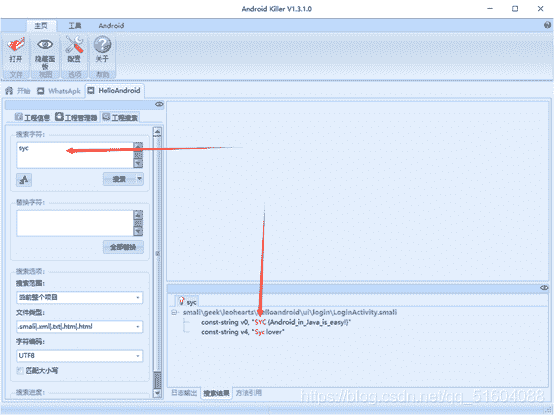 Android Killer V1.3.1.0
主页 工具 Android
打开 隐藏面板 配置 关于
文件 视图 选项 帮助
开始 WhatsApk HelloAndroid
工程信息 工程管理器 工程搜索
搜索字符:
syc
搜索
替换字符:
全部替换
搜索选项:
搜索范围:
当前整个项目
文件类型:
.smali|.xml|.txt|.htm|.html
字符编码:
UTF8
匹配大小写
搜索进度:
syc
smali\geek\leohearts\helloandroid\ui\login\LoginActivity.smali
const-string v0, "SYC{Android_in_Java_is_easy!}"
const-string v4, "Syclover"
日志输出 搜索结果 方法引用
https://blog.csdn.net/qq_51604088